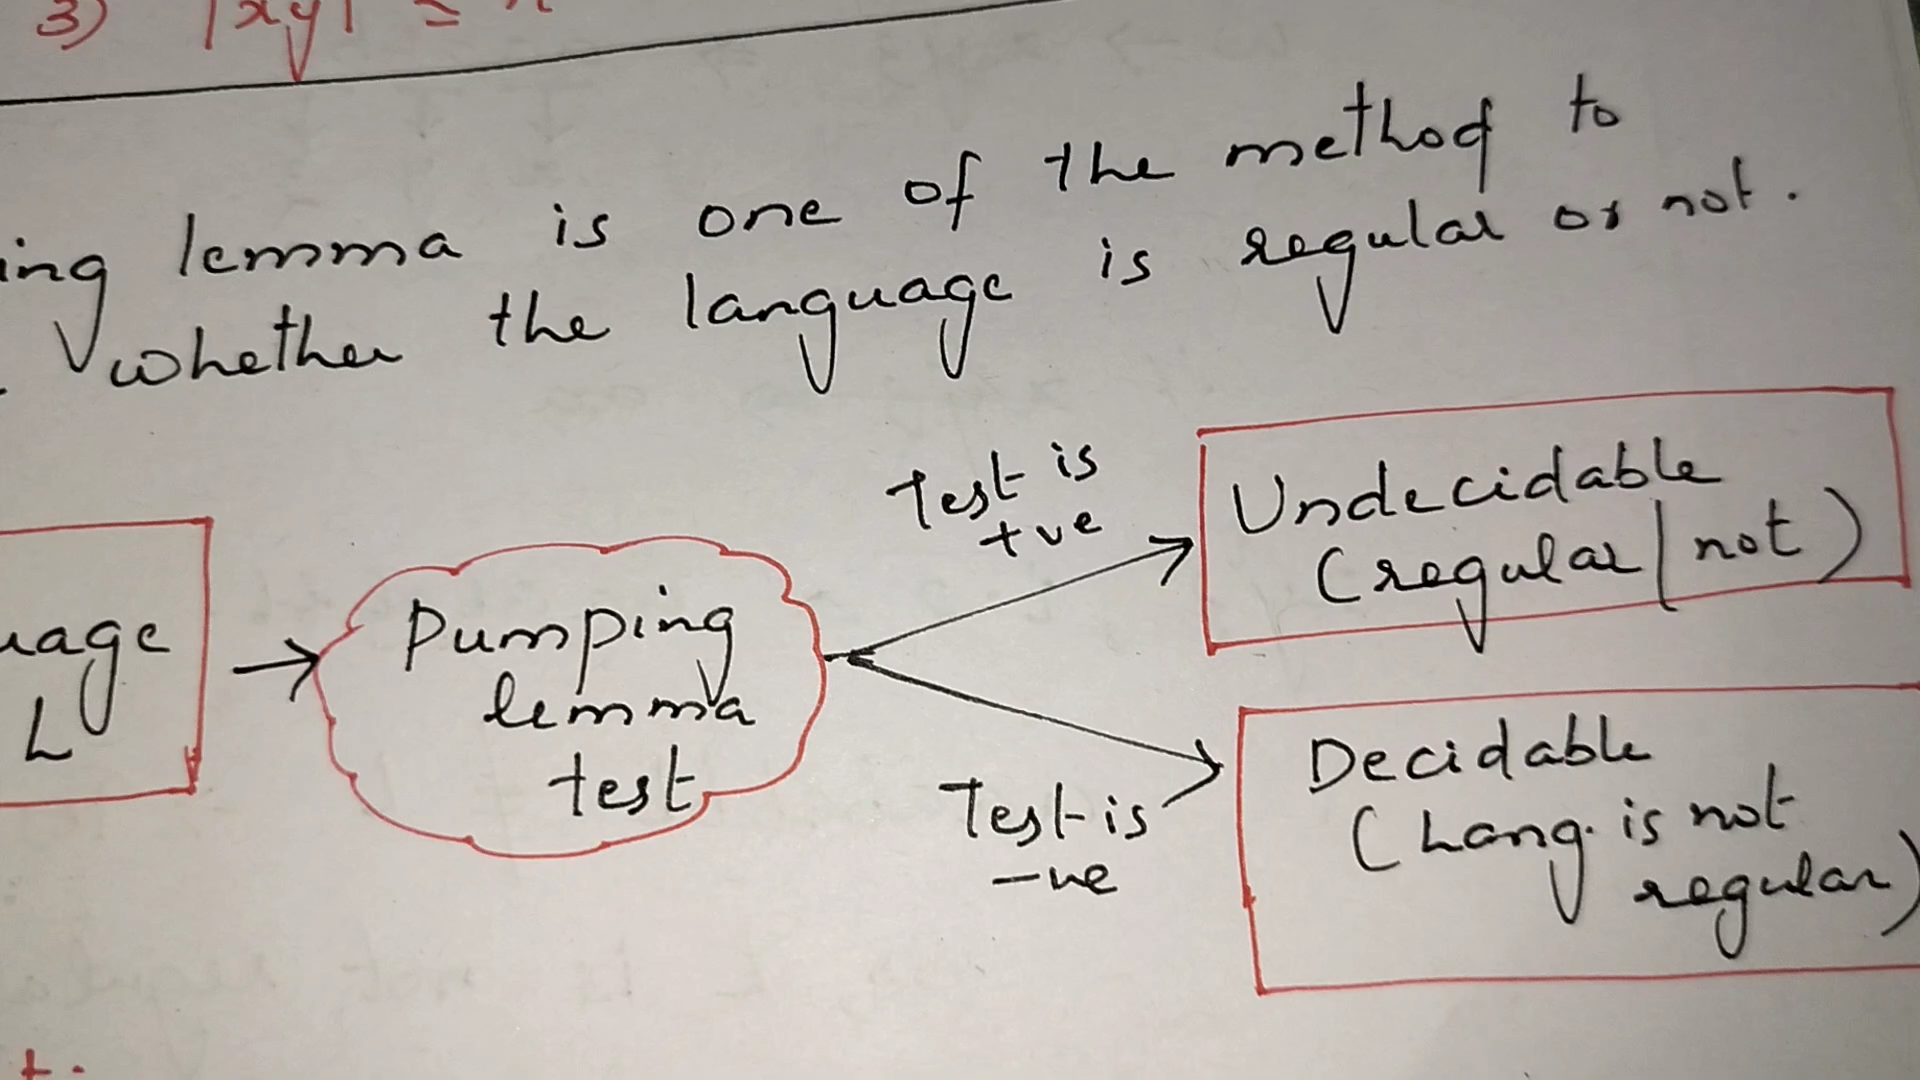 3) |xy| ≤ n
ing lemma is one of the method to
whether the language is regular or not.
uage
L
Pumping
lemma
test
Test is
+ve
Undecidable
(regular/not)
Test is
-ve
Decidable
(Lang. is not
regular)